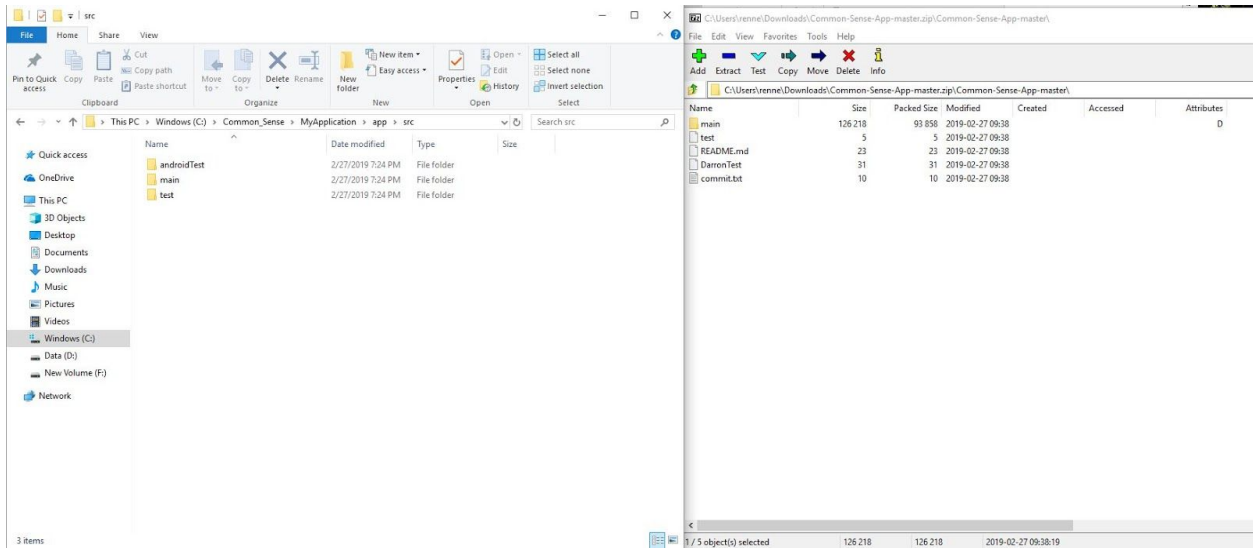 src
File Home Share View
Pin to Quick access
Copy
Paste
Cut
Copy path
Paste shortcut
Clipboard
Move to
Copy to
Delete
Rename
Organize
New folder
New item
Easy access
New
Properties
Open
Edit
History
Open
Select all
Select none
Invert selection
Select
This PC > Windows (C:) > Common_Sense > MyApplication > app > src
Search src
Name Date modified Type Size
androidTest 2/27/2019 7:24 PM File folder
main 2/27/2019 7:24 PM File folder
test 2/27/2019 7:24 PM File folder
Quick access
OneDrive
This PC
3D Objects
Desktop
Documents
Downloads
Music
Pictures
Videos
Windows (C:)
Data (D:)
New Volume (F:)
Network
3 items
C:\Users\renne\Downloads\Common-Sense-App-master.zip\Common-Sense-App-master\
File Edit View Favorites Tools Help
Add Extract Test Copy Move Delete Info
C:\Users\renne\Downloads\Common-Sense-App-master.zip\Common-Sense-App-master\
Name Size Packed Size Modified Created Accessed Attributes
main 126 218 93 858 2019-02-27 09:38 D
test 5 5 2019-02-27 09:38
README.md 23 23 2019-02-27 09:38
DarronTest 31 31 2019-02-27 09:38
commit.txt 10 10 2019-02-27 09:38
1 / 5 object(s) selected 126 218 126 218 2019-02-27 09:38:19